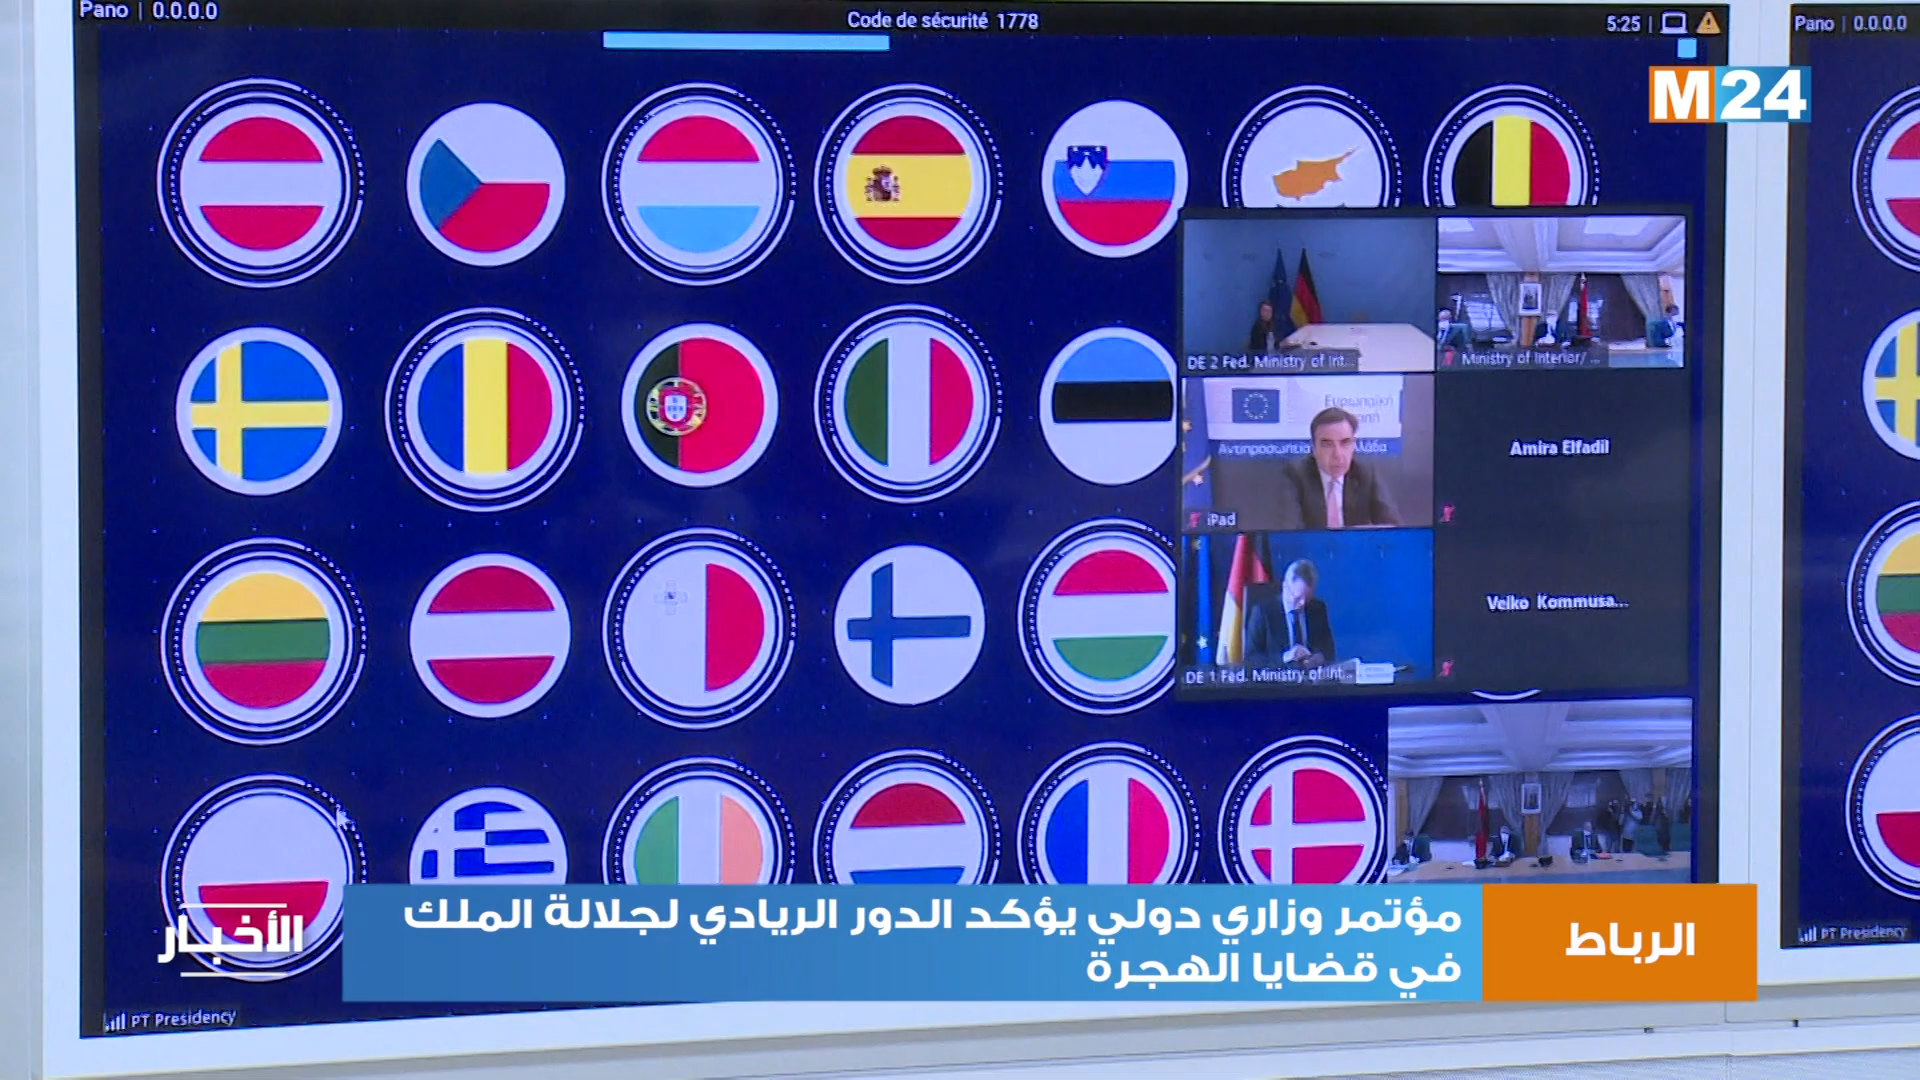 Pano | 0.0.0.0
Code de sécurité 1778
5:25
Pano | 0.0.0.0
M24
DE 2 Fed. Ministry of Int...
Ministry of Interior/ ...
Ευρωπαϊκή
Αντιπροσωπεία
iPad
Amira Elfadil
DE 1 Fed. Ministry of Int...
Velko Kommusa...
الرباط
مؤتمر وزاري دولي يؤكد الدور الريادي لجلالة الملك
في قضايا الهجرة
الأخبار
PT Presidency
PT Presidency